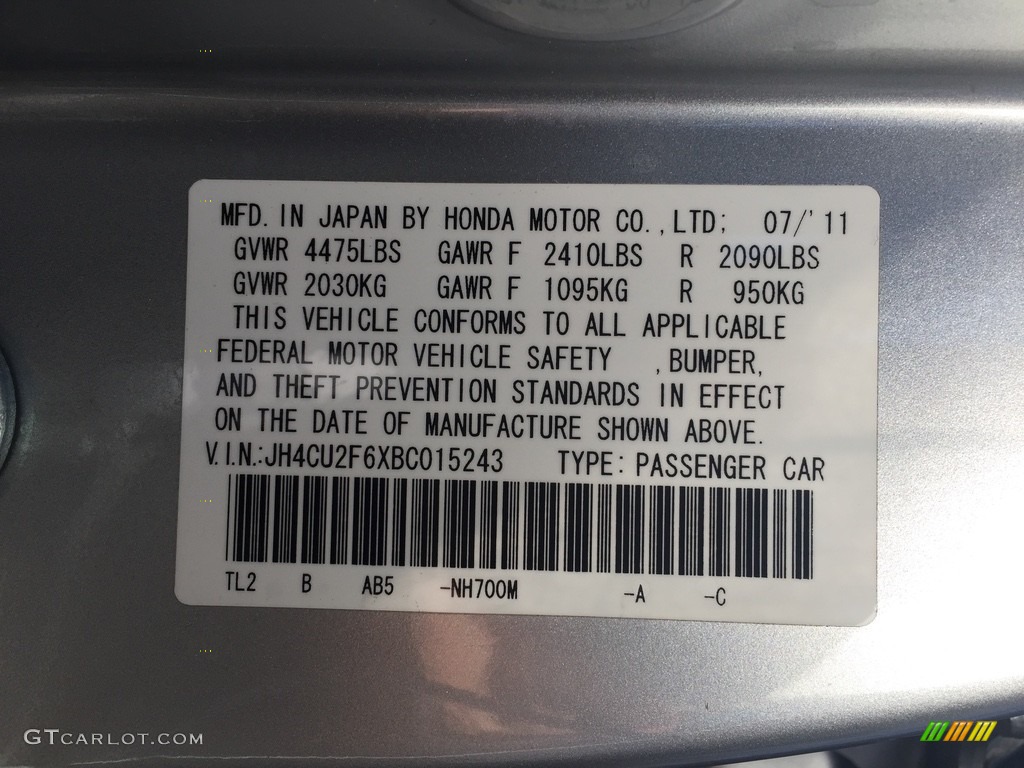 MFD. IN JAPAN BY HONDA MOTOR CO., LTD; 07/'11
GVWR 4475LBS GAWR F 2410LBS R 2090LBS
GVWR 2030KG GAWR F 1095KG R 950KG
THIS VEHICLE CONFORMS TO ALL APPLICABLE
FEDERAL MOTOR VEHICLE SAFETY , BUMPER,
AND THEFT PREVENTION STANDARDS IN EFFECT
ON THE DATE OF MANUFACTURE SHOWN ABOVE.
V.I.N.:JH4CU2F6XBC015243 TYPE: PASSENGER CAR
TL2 B AB5 -NH700M -A -C
GTCARLOT.COM